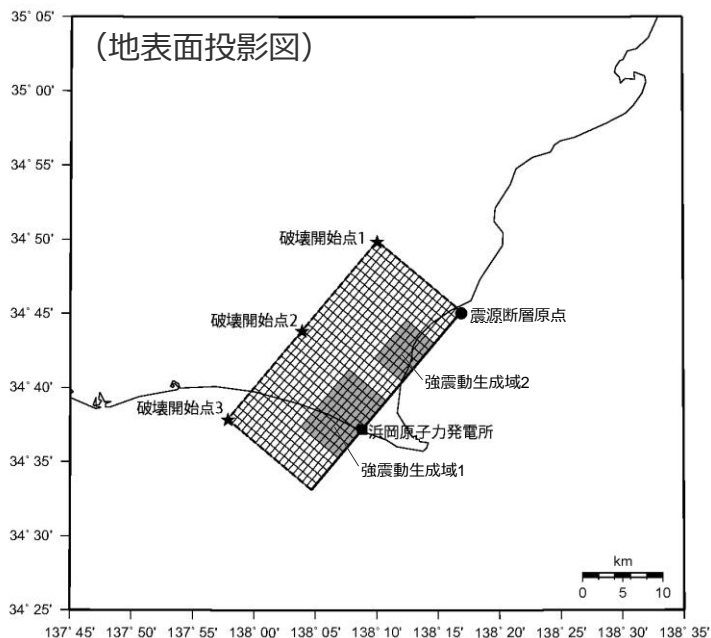 35˚ 05'
（地表面投影図）
35˚ 00'
34˚ 55'
34˚ 50'
破壊開始点1
34˚ 45'
震源断層原点
破壊開始点2
34˚ 40'
強震動生成域2
破壊開始点3
浜岡原子力発電所
34˚ 35'
強震動生成域1
34˚ 30'
km
0 5 10
34˚ 25'
137˚ 45' 137˚ 50' 137˚ 55' 138˚ 00' 138˚ 05' 138˚ 10' 138˚ 15' 138˚ 20' 138˚ 25' 138˚ 30' 138˚ 35'